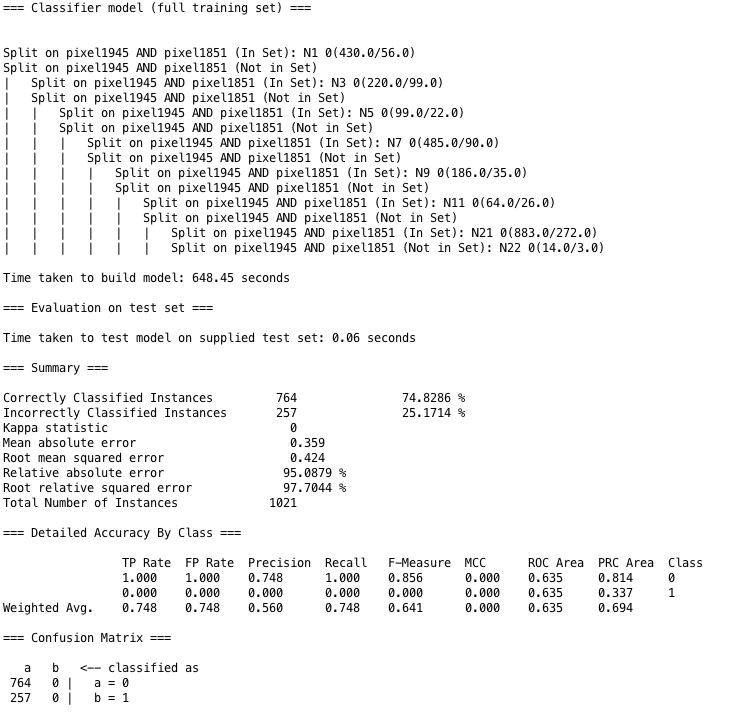 === Classifier model (full training set) ===
Split on pixel1945 AND pixel1851 (In Set): N1 0(430.0/56.0)
Split on pixel1945 AND pixel1851 (Not in Set)
|   Split on pixel1945 AND pixel1851 (In Set): N3 0(220.0/99.0)
|   Split on pixel1945 AND pixel1851 (Not in Set)
|   |   Split on pixel1945 AND pixel1851 (In Set): N5 0(99.0/22.0)
|   |   Split on pixel1945 AND pixel1851 (Not in Set)
|   |   |   Split on pixel1945 AND pixel1851 (In Set): N7 0(485.0/90.0)
|   |   |   Split on pixel1945 AND pixel1851 (Not in Set)
|   |   |   |   Split on pixel1945 AND pixel1851 (In Set): N9 0(186.0/35.0)
|   |   |   |   Split on pixel1945 AND pixel1851 (Not in Set)
|   |   |   |   |   Split on pixel1945 AND pixel1851 (In Set): N11 0(64.0/26.0)
|   |   |   |   |   Split on pixel1945 AND pixel1851 (Not in Set)
|   |   |   |   |   |   Split on pixel1945 AND pixel1851 (In Set): N21 0(883.0/272.0)
|   |   |   |   |   |   Split on pixel1945 AND pixel1851 (Not in Set): N22 0(14.0/3.0)
Time taken to build model: 648.45 seconds
=== Evaluation on test set ===
Time taken to test model on supplied test set: 0.06 seconds
=== Summary ===
Correctly Classified Instances         764               74.8286 %
Incorrectly Classified Instances       257               25.1714 %
Kappa statistic                          0
Mean absolute error                      0.359
Root mean squared error                  0.424
Relative absolute error                 95.0879 %
Root relative squared error             97.7044 %
Total Number of Instances             1021
=== Detailed Accuracy By Class ===
                 TP Rate  FP Rate  Precision  Recall   F-Measure  MCC      ROC Area  PRC Area  Class
                 1.000    1.000    0.748      1.000    0.856      0.000    0.635     0.814     0
                 0.000    0.000    0.000      0.000    0.000      0.000    0.635     0.337     1
Weighted Avg.    0.748    0.748    0.560      0.748    0.641      0.000    0.635     0.694
=== Confusion Matrix ===
   a   b   <-- classified as
 764   0 |   a = 0
 257   0 |   b = 1